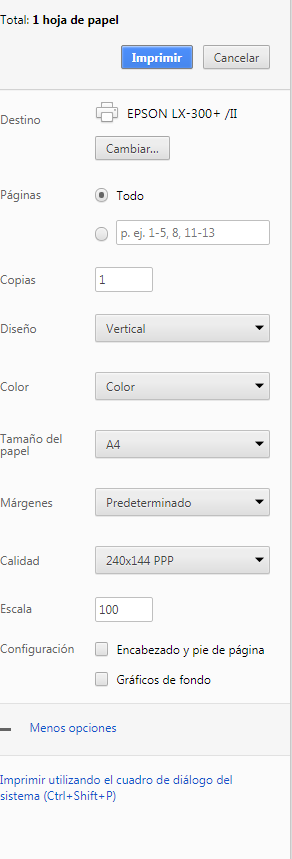 Total: 1 hoja de papel
Imprimir
Cancelar
Destino
EPSON LX-300+ /II
Cambiar...
Páginas
Todo
p. ej. 1-5, 8, 11-13
Copias
1
Diseño
Vertical
Color
Color
Tamaño del
papel
A4
Márgenes
Predeterminado
Calidad
240x144 PPP
Escala
100
Configuración
Encabezado y pie de página
Gráficos de fondo
Menos opciones
Imprimir utilizando el cuadro de diálogo del
sistema (Ctrl+Shift+P)